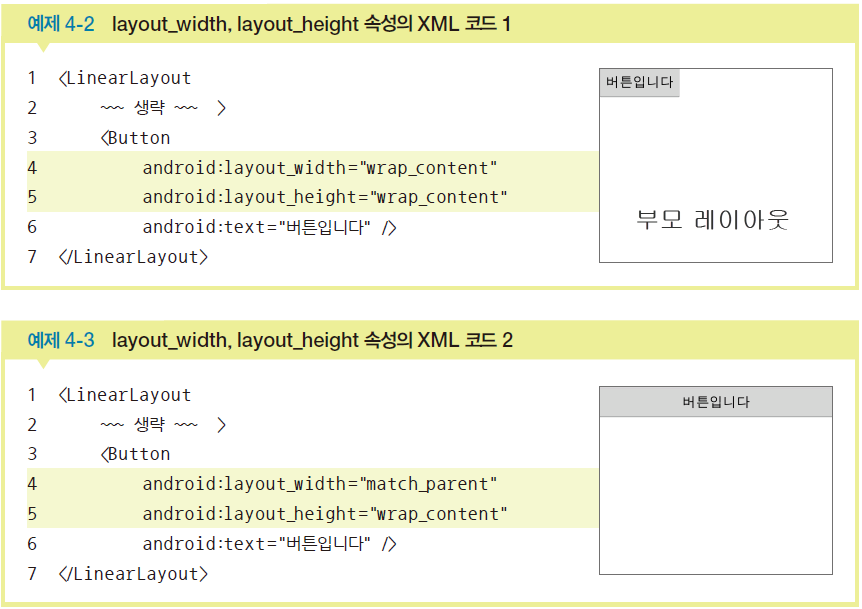 예제 4-2 layout_width, layout_height 속성의 XML 코드 1
1 <LinearLayout
2 ~~~ 생략 ~~~ >
3 <Button
4 android:layout_width="wrap_content"
5 android:layout_height="wrap_content"
6 android:text="버튼입니다" />
7 </LinearLayout>
버튼입니다
부모 레이아웃
예제 4-3 layout_width, layout_height 속성의 XML 코드 2
1 <LinearLayout
2 ~~~ 생략 ~~~ >
3 <Button
4 android:layout_width="match_parent"
5 android:layout_height="wrap_content"
6 android:text="버튼입니다" />
7 </LinearLayout>
버튼입니다